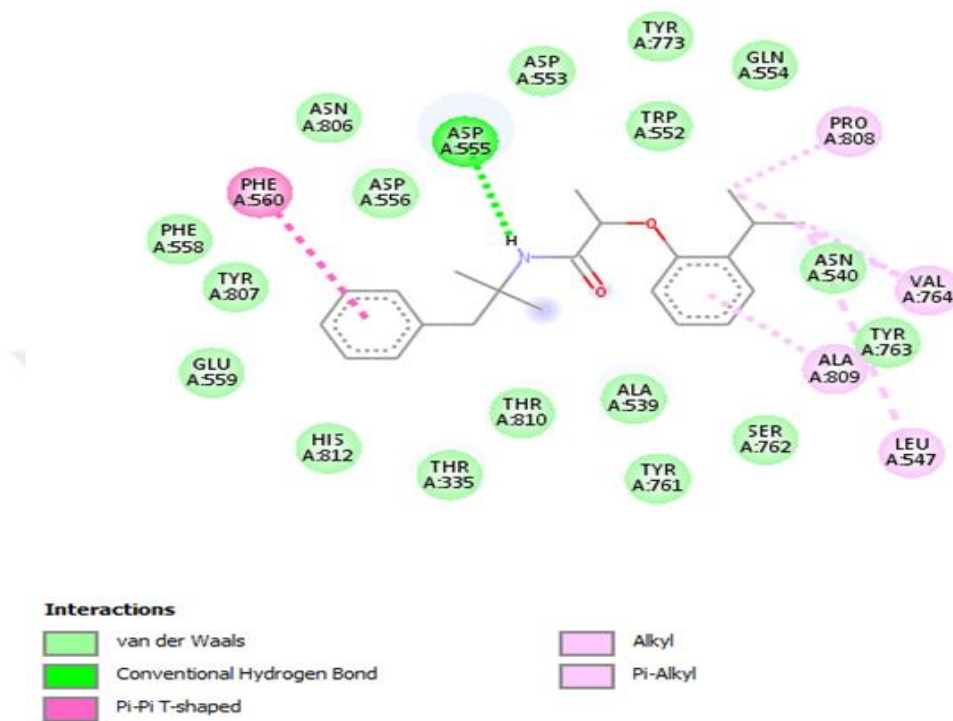 TYR
A:773
ASP
A:553
GLN
A:554
ASN
A:806
ASP
A:555
TRP
A:552
PRO
A:808
PHE
A:560
ASP
A:556
PHE
A:558
TYR
A:807
H
N
O
O
ASN
A:540
VAL
A:764
TYR
A:763
GLU
A:559
ALA
A:809
THR
A:810
ALA
A:539
HIS
A:812
SER
A:762
LEU
A:547
THR
A:335
TYR
A:761
Interactions
van der Waals
Conventional Hydrogen Bond
Pi-Pi T-shaped
Alkyl
Pi-Alkyl